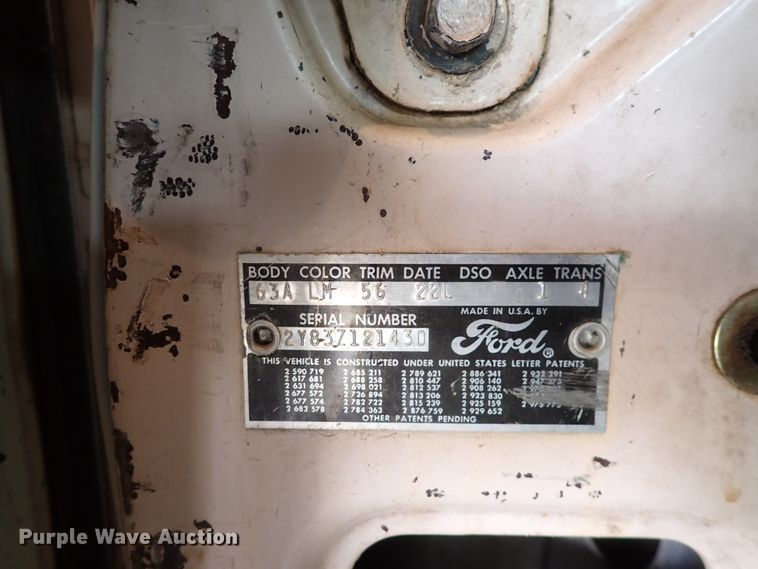 BODY COLOR TRIM DATE DSO AXLE TRANS
63A LM 56 22L 1 4
SERIAL NUMBER
MADE IN U.S.A. BY
2Y83Z121430
Ford®
THIS VEHICLE IS CONSTRUCTED UNDER UNITED STATES LETTER PATENTS
2 590 719 2 685 211 2 789 621 2 886 341 2 932 291
2 617 681 2 688 258 2 810 447 2 906 140 2 947 373
2 631 694 2 698 021 2 812 537 2 908 262
2 677 572 2 726 894 2 813 206 2 923 830
2 677 574 2 782 722 2 815 239 2 925 159
2 683 578 2 784 363 2 876 759 2 929 652
OTHER PATENTS PENDING
Purple Wave Auction